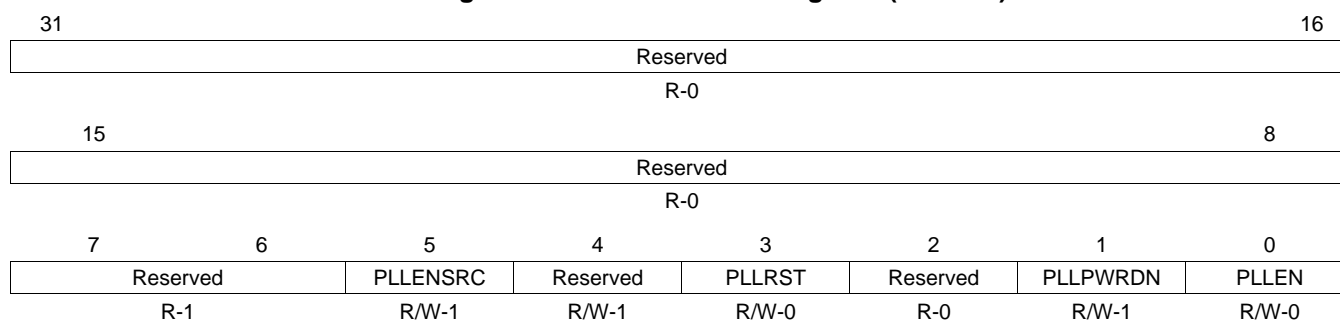 31 16
Reserved
R-0
15 8
Reserved
R-0
7 6 5 4 3 2 1 0
Reserved PLLENSRC Reserved PLLRST Reserved PLLPWRDN PLLEN
R-1 R/W-1 R/W-1 R/W-0 R-0 R/W-1 R/W-0